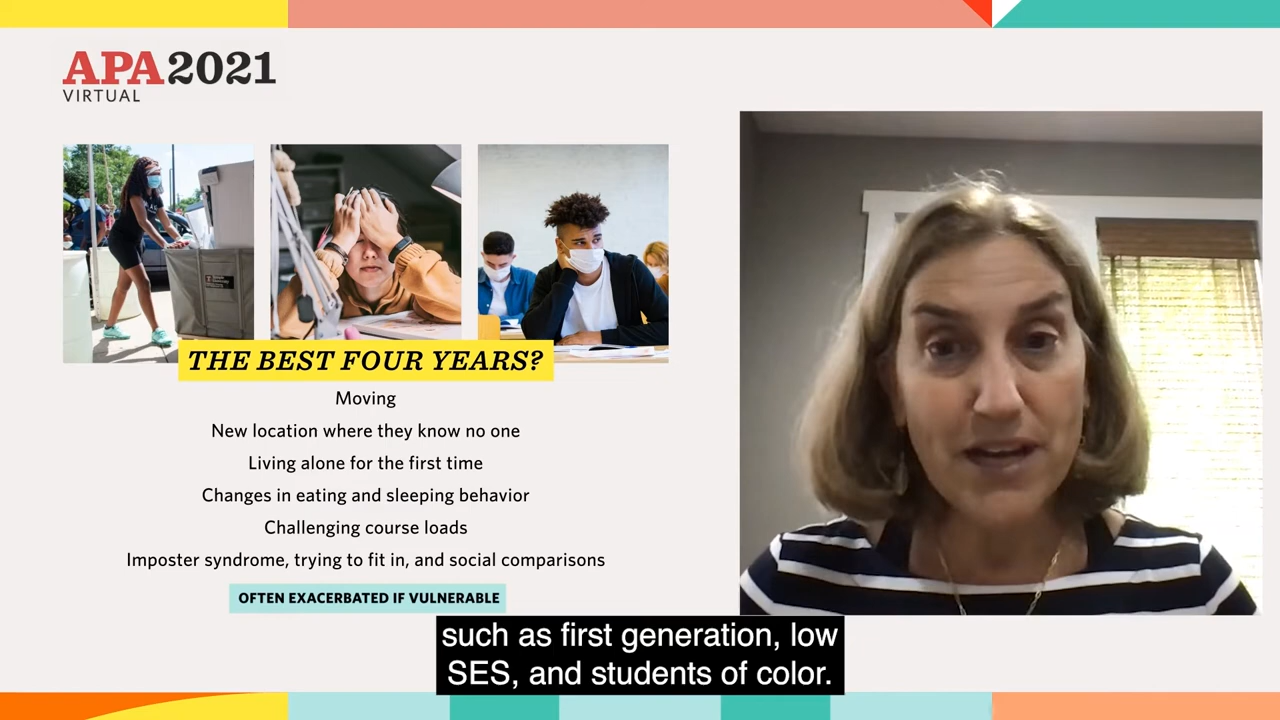 APA2021
VIRTUAL
THE BEST FOUR YEARS?
Moving
New location where they know no one
Living alone for the first time
Changes in eating and sleeping behavior
Challenging course loads
Imposter syndrome, trying to fit in, and social comparisons
OFTEN EXACERBATED IF VULNERABLE
such as first generation, low
SES, and students of color.